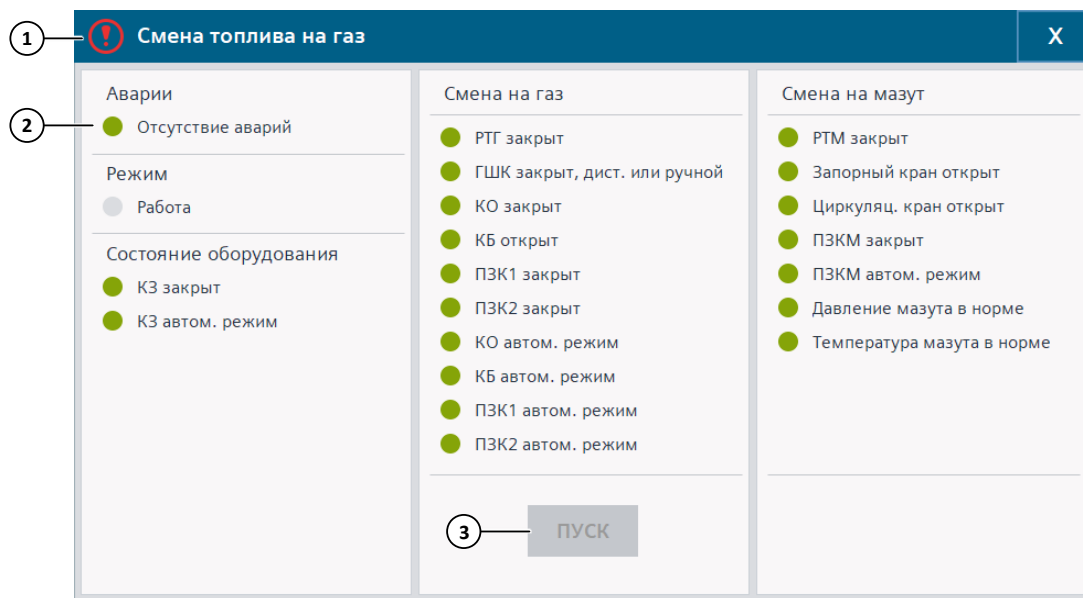 1
Смена топлива на газ
X
Аварии
2
Отсутствие аварий
Режим
Работа
Состояние оборудования
КЗ закрыт
КЗ автом. режим
Смена на газ
РТГ закрыт
ГШК закрыт, дист. или ручной
КО закрыт
КБ открыт
ПЗК1 закрыт
ПЗК2 закрыт
КО автом. режим
КБ автом. режим
ПЗК1 автом. режим
ПЗК2 автом. режим
3
ПУСК
Смена на мазут
РТМ закрыт
Запорный кран открыт
Циркуляц. кран открыт
ПЗКМ закрыт
ПЗКМ автом. режим
Давление мазута в норме
Температура мазута в норме